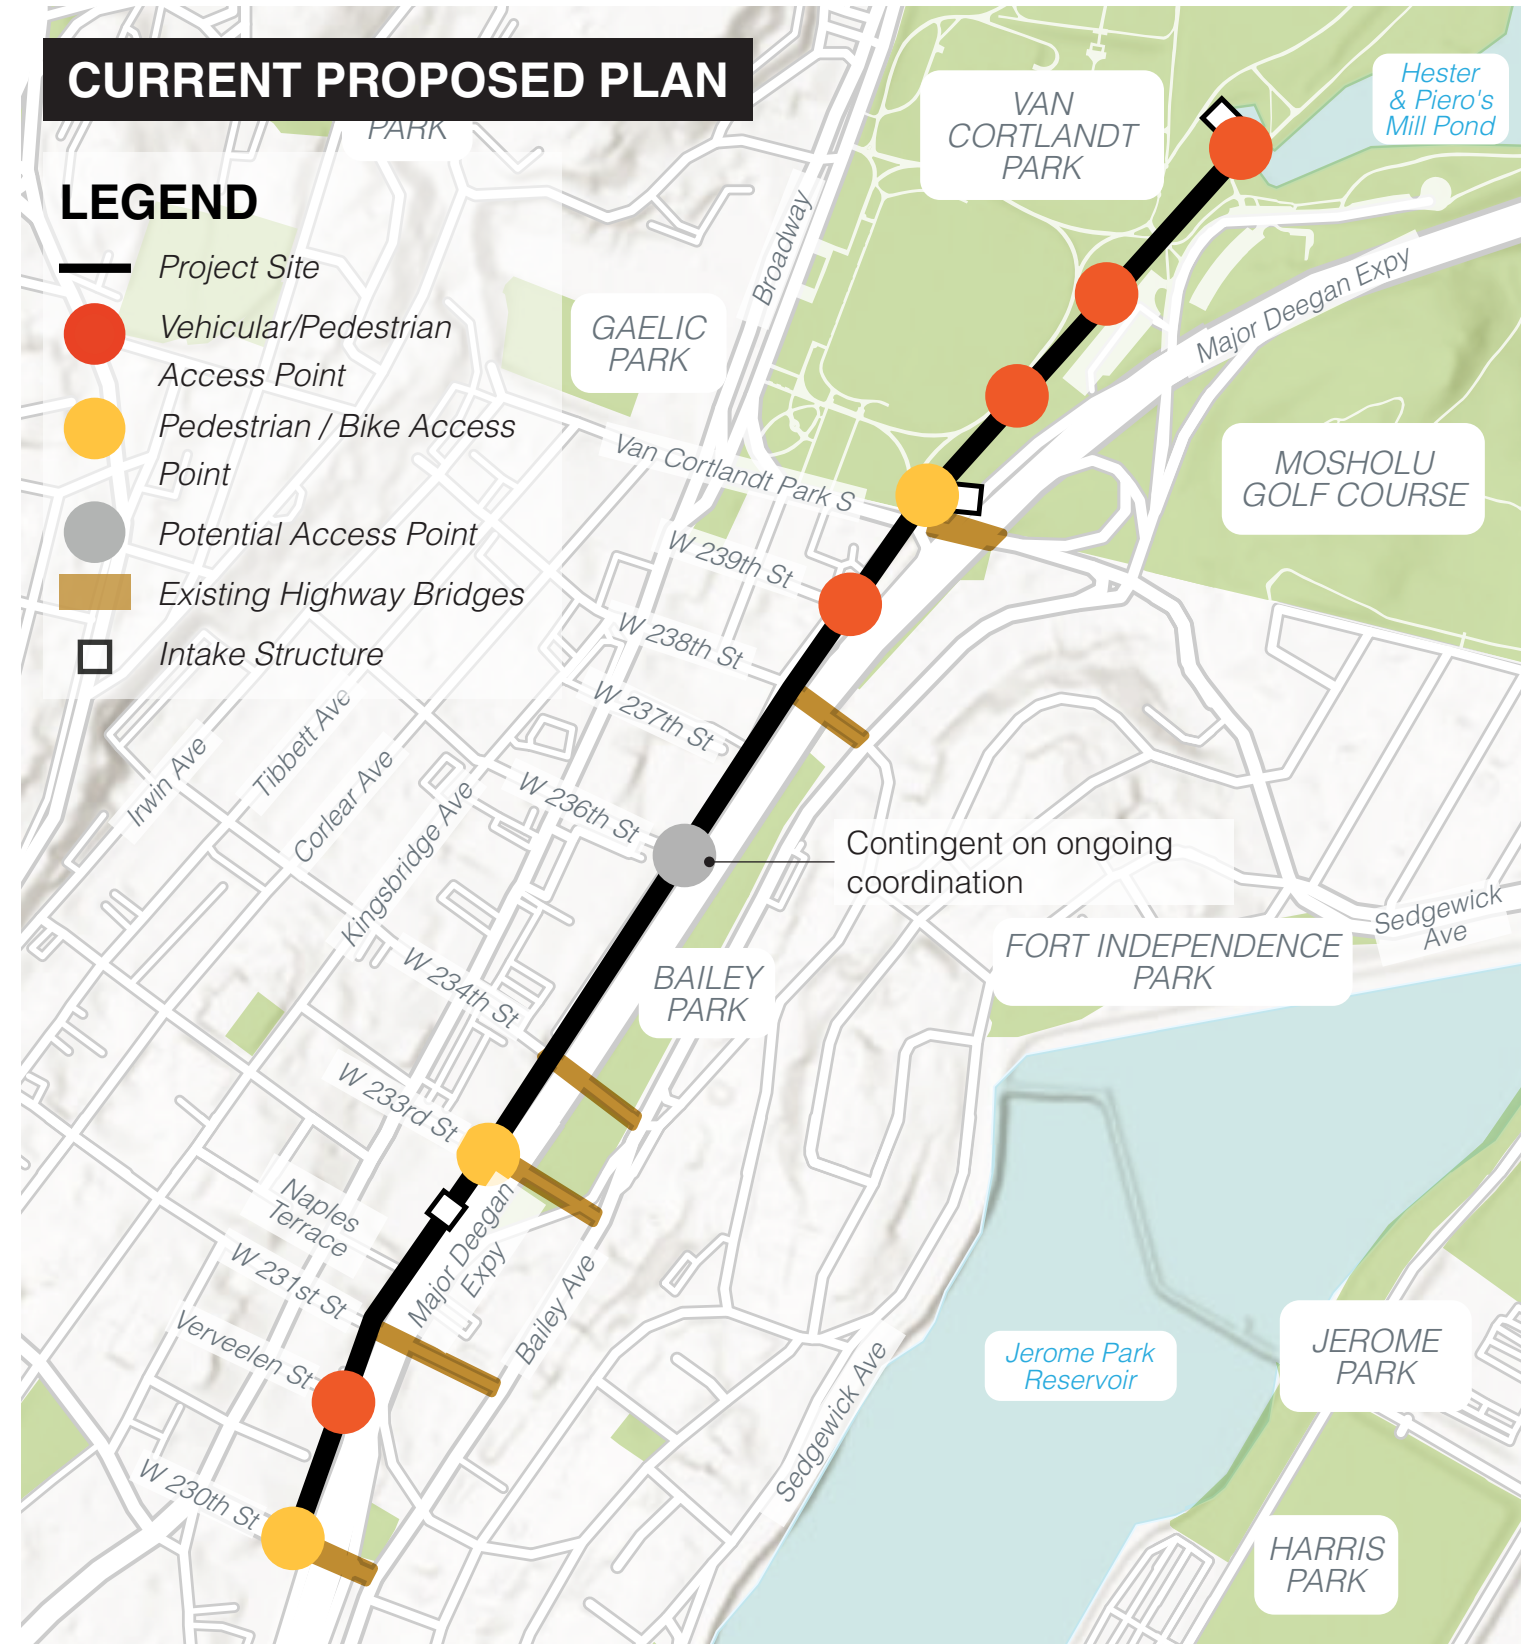 CURRENT PROPOSED PLAN
PARK
LEGEND
Project Site
Vehicular/Pedestrian
Access Point
Pedestrian / Bike Access
Point
Potential Access Point
Existing Highway Bridges
Intake Structure
VAN
CORTLANDT
PARK
Hester
& Piero's
Mill Pond
Broadway
GAELIC
PARK
Major Deegan Expy
Van Cortlandt Park S
MOSHOLU
GOLF COURSE
W 239th St
W 238th St
W 237th St
W 236th St
Irwin Ave
Tibbett Ave
Corlear Ave
Kingsbridge Ave
Contingent on ongoing
coordination
Sedgewick
Ave
FORT INDEPENDENCE
PARK
BAILEY
PARK
W 234th St
W 233rd St
Naples
Terrace
W 231st St
Major Deegan
Expy
Bailey Ave
Verveelen St
Sedgewick Ave
Jerome Park
Reservoir
JEROME
PARK
W 230th St
HARRIS
PARK